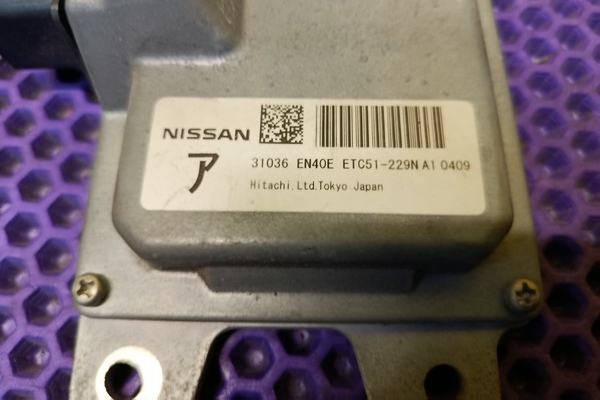 NISSAN
ア
31036 EN40E ETC51-229N A1 0409
Hitachi.Ltd.Tokyo Japan